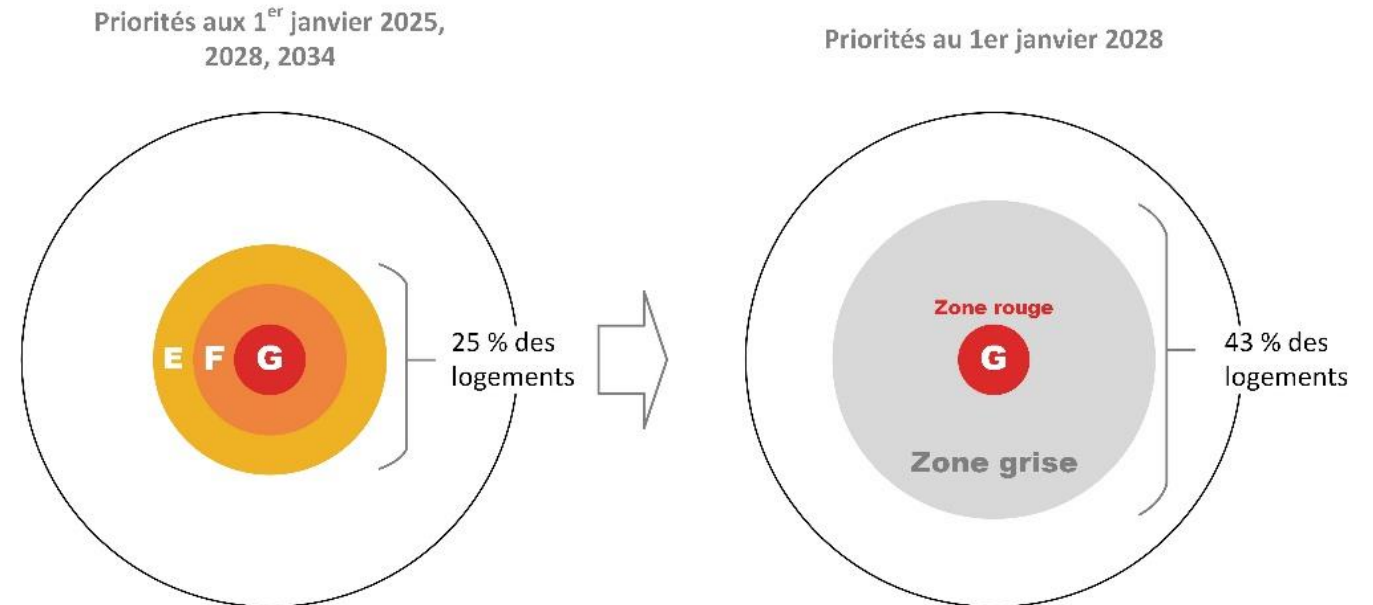 Priorités aux 1er janvier 2025,
2028, 2034
Priorités au 1er janvier 2028
E F G
25 % des
logements
Zone rouge
G
Zone grise
43 % des
logements